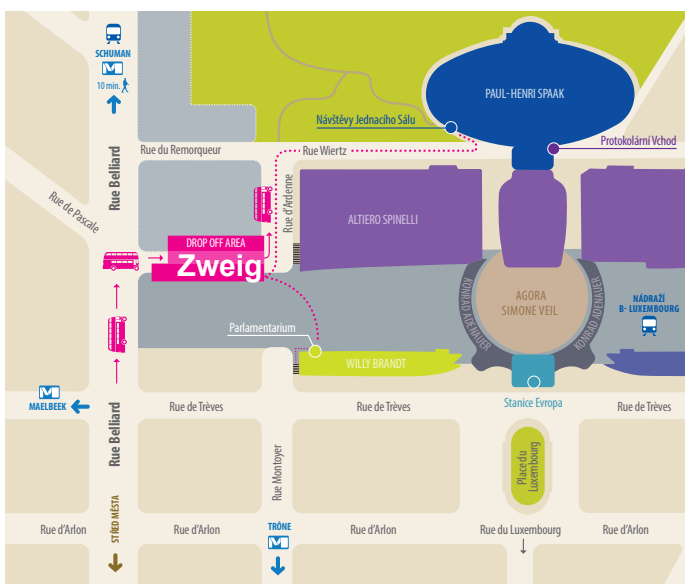 SCHUMAN
M
10 min.
PAUL-HENRI SPAAK
Návštěvy Jednacího Sálu
Protokolární Vchod
Rue Belliard
Rue du Remorqueur
Rue Wiertz
Rue de Pascale
Rue d'Ardenne
ALTIERO SPINELLI
DROP OFF AREA
Zweig
KONRAD ADENAUER
AGORA
SIMONE VEIL
KONRAD ADENAUER
NÁDRAŽÍ
B- LUXEMBOURG
Parlamentarium
WILLY BRANDT
M
MAELBEEK
Rue de Trèves
Rue de Trèves
Stanice Evropa
Rue de Trèves
Rue Belliard
Rue Montoyer
Place du
Luxembourg
STŘED MĚSTA
Rue d'Arlon
Rue d'Arlon
TRÔNE
M
Rue d'Arlon
Rue du Luxembourg
Rue d'Arlon